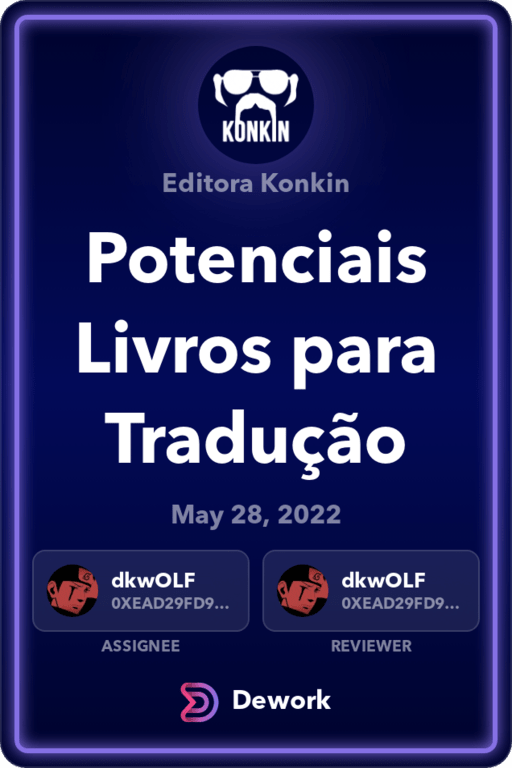 KONKIN
Editora Konkin
Potenciais
Livros para
Tradução
May 28, 2022
dkwOLF
0XEAD29FD9...
ASSIGNEE
dkwOLF
0XEAD29FD9...
REVIEWER
Dework